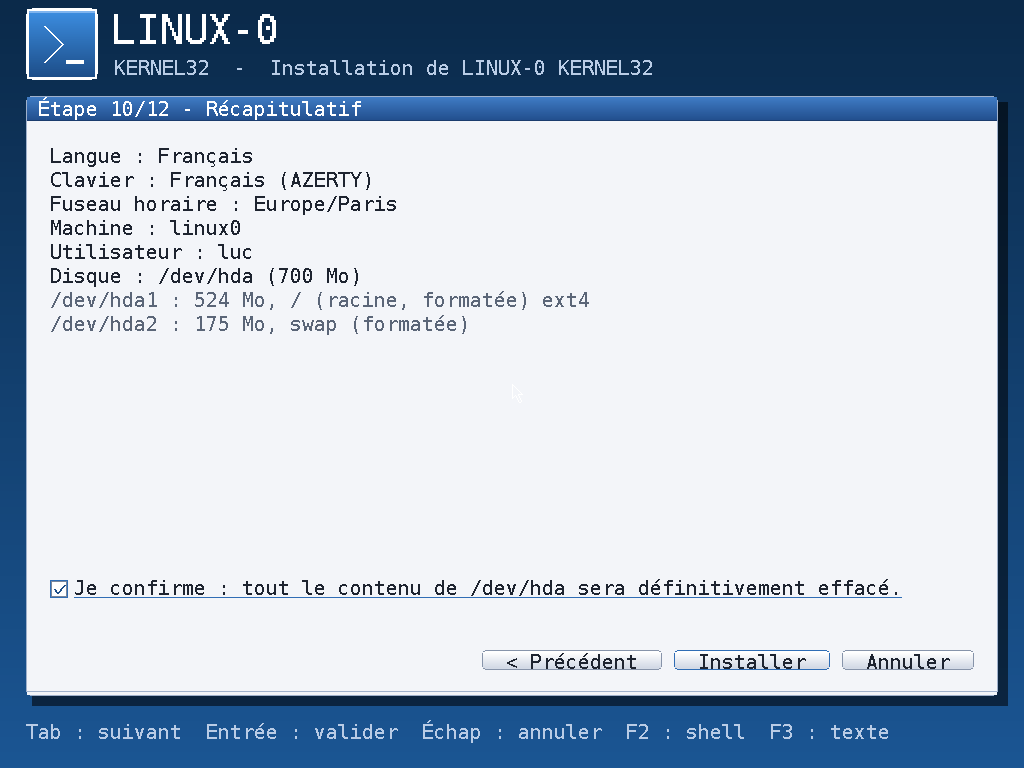 LINUX-0
KERNEL32 - Installation de LINUX-0 KERNEL32
Étape 10/12 - Récapitulatif
Langue : Français
Clavier : Français (AZERTY)
Fuseau horaire : Europe/Paris
Machine : linux0
Utilisateur : luc
Disque : /dev/hda (700 Mo)
/dev/hda1 : 524 Mo, / (racine, formatée) ext4
/dev/hda2 : 175 Mo, swap (formatée)
Je confirme : tout le contenu de /dev/hda sera définitivement effacé.
< Précédent Installer Annuler
Tab : suivant Entrée : valider Échap : annuler F2 : shell F3 : texte